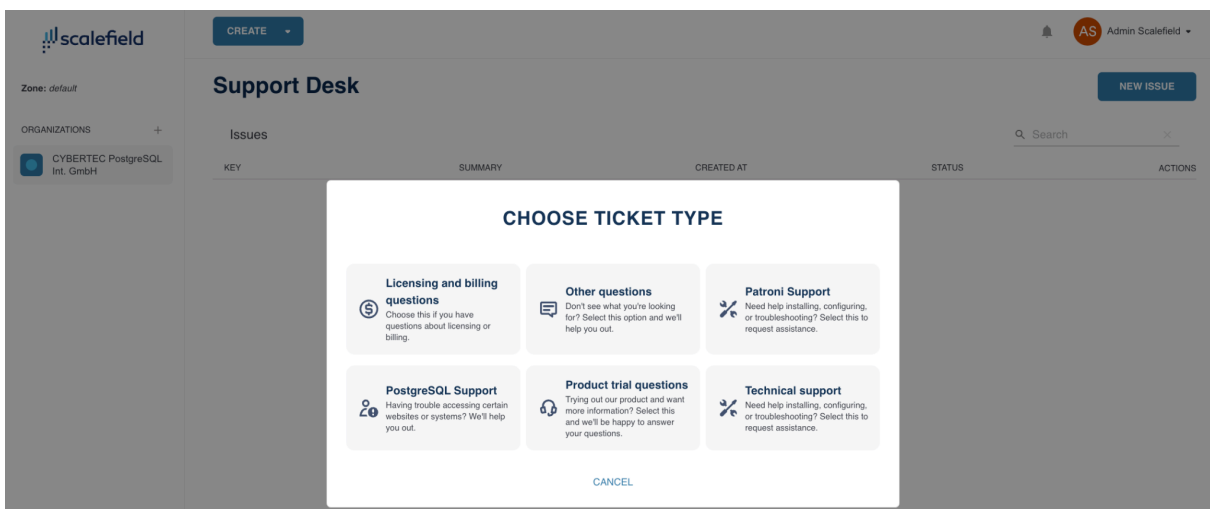 scalefield
CREATE
AS
Admin Scalefield
Zone: default
Support Desk
NEW ISSUE
ORGANIZATIONS +
Issues
Search
CYBERTEC PostgreSQL
Int. GmbH
KEY SUMMARY CREATED AT STATUS ACTIONS
CHOOSE TICKET TYPE
Licensing and billing
questions
Choose this if you have
questions about licensing or
billing.
Other questions
Don't see what you're looking
for? Select this option and we'll
help you out.
Patroni Support
Need help installing, configuring,
or troubleshooting? Select this to
request assistance.
PostgreSQL Support
Having trouble accessing certain
websites or systems? We'll help
you out.
Product trial questions
Trying out our product and want
more information? Select this
and we'll be happy to answer
your questions.
Technical support
Need help installing, configuring,
or troubleshooting? Select this to
request assistance.
CANCEL